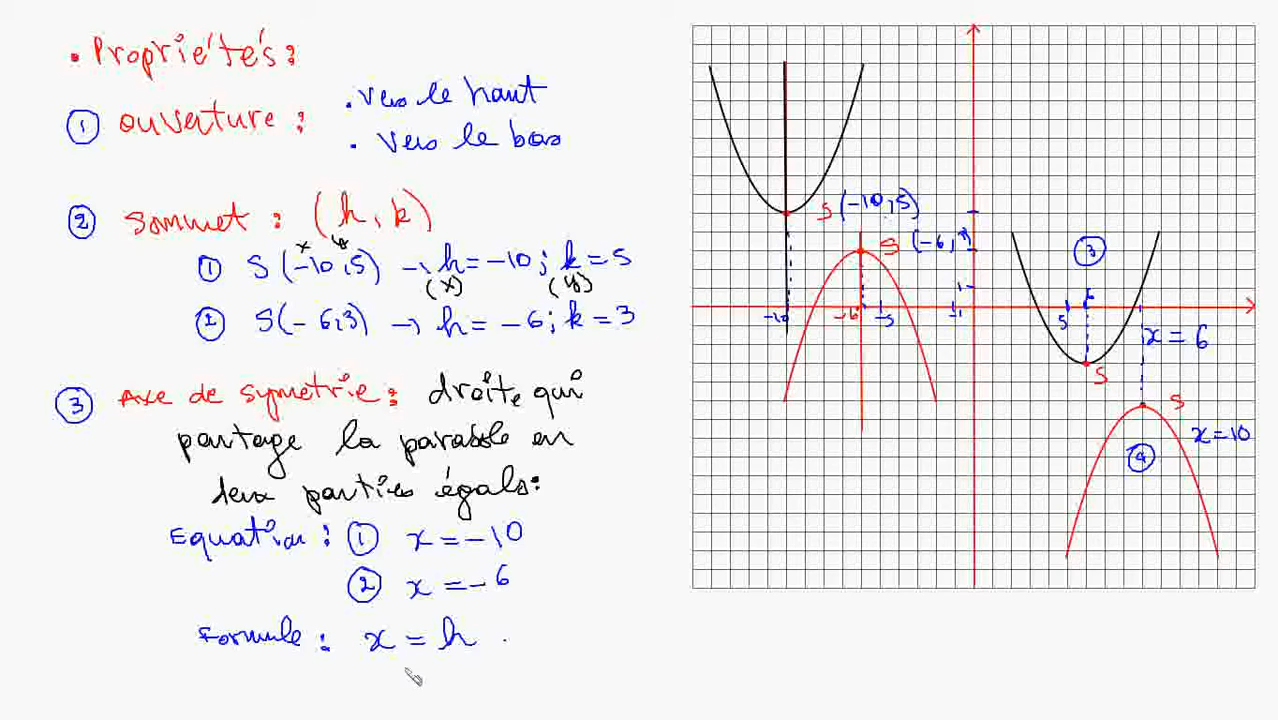 • Propriétés :
① ouverture : . vers le haut
. vers le bas
② Sommet : (h, k)
x y
① S(-10, 5) → h = -10 ; k = 5
(x) (y)
② S(-6, 3) → h = -6 ; k = 3
③ Axe de symétrie : droite qui
partage la parabole en
deux parties égals :
Equation : ① x = -10
② x = -6
Formule : x = h .
S (-10, 5)
S (-6, 3)
③
1
-10 -6 -5 -1 5 6
x = 6
S
S
x = 10
④